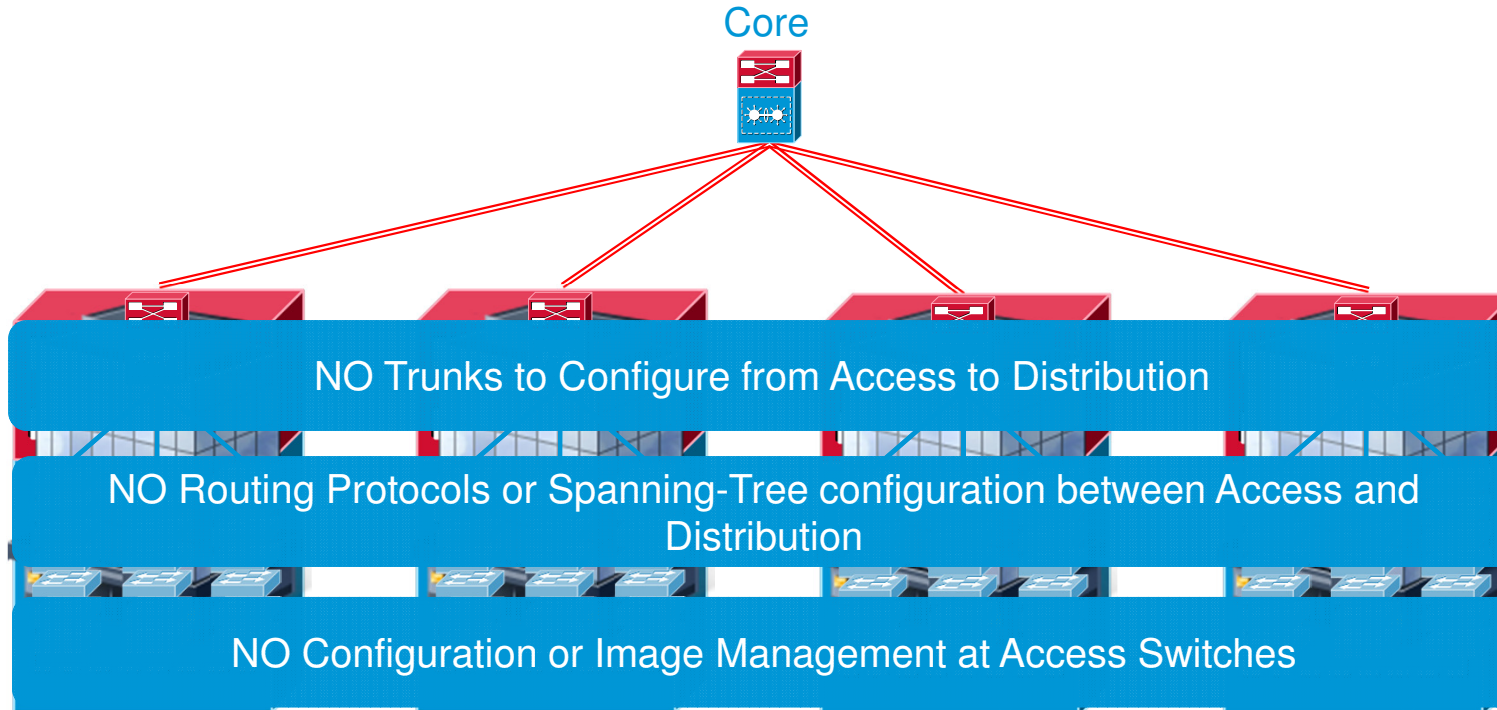 Core
NO Trunks to Configure from Access to Distribution
NO Routing Protocols or Spanning-Tree configuration between Access and
Distribution
NO Configuration or Image Management at Access Switches